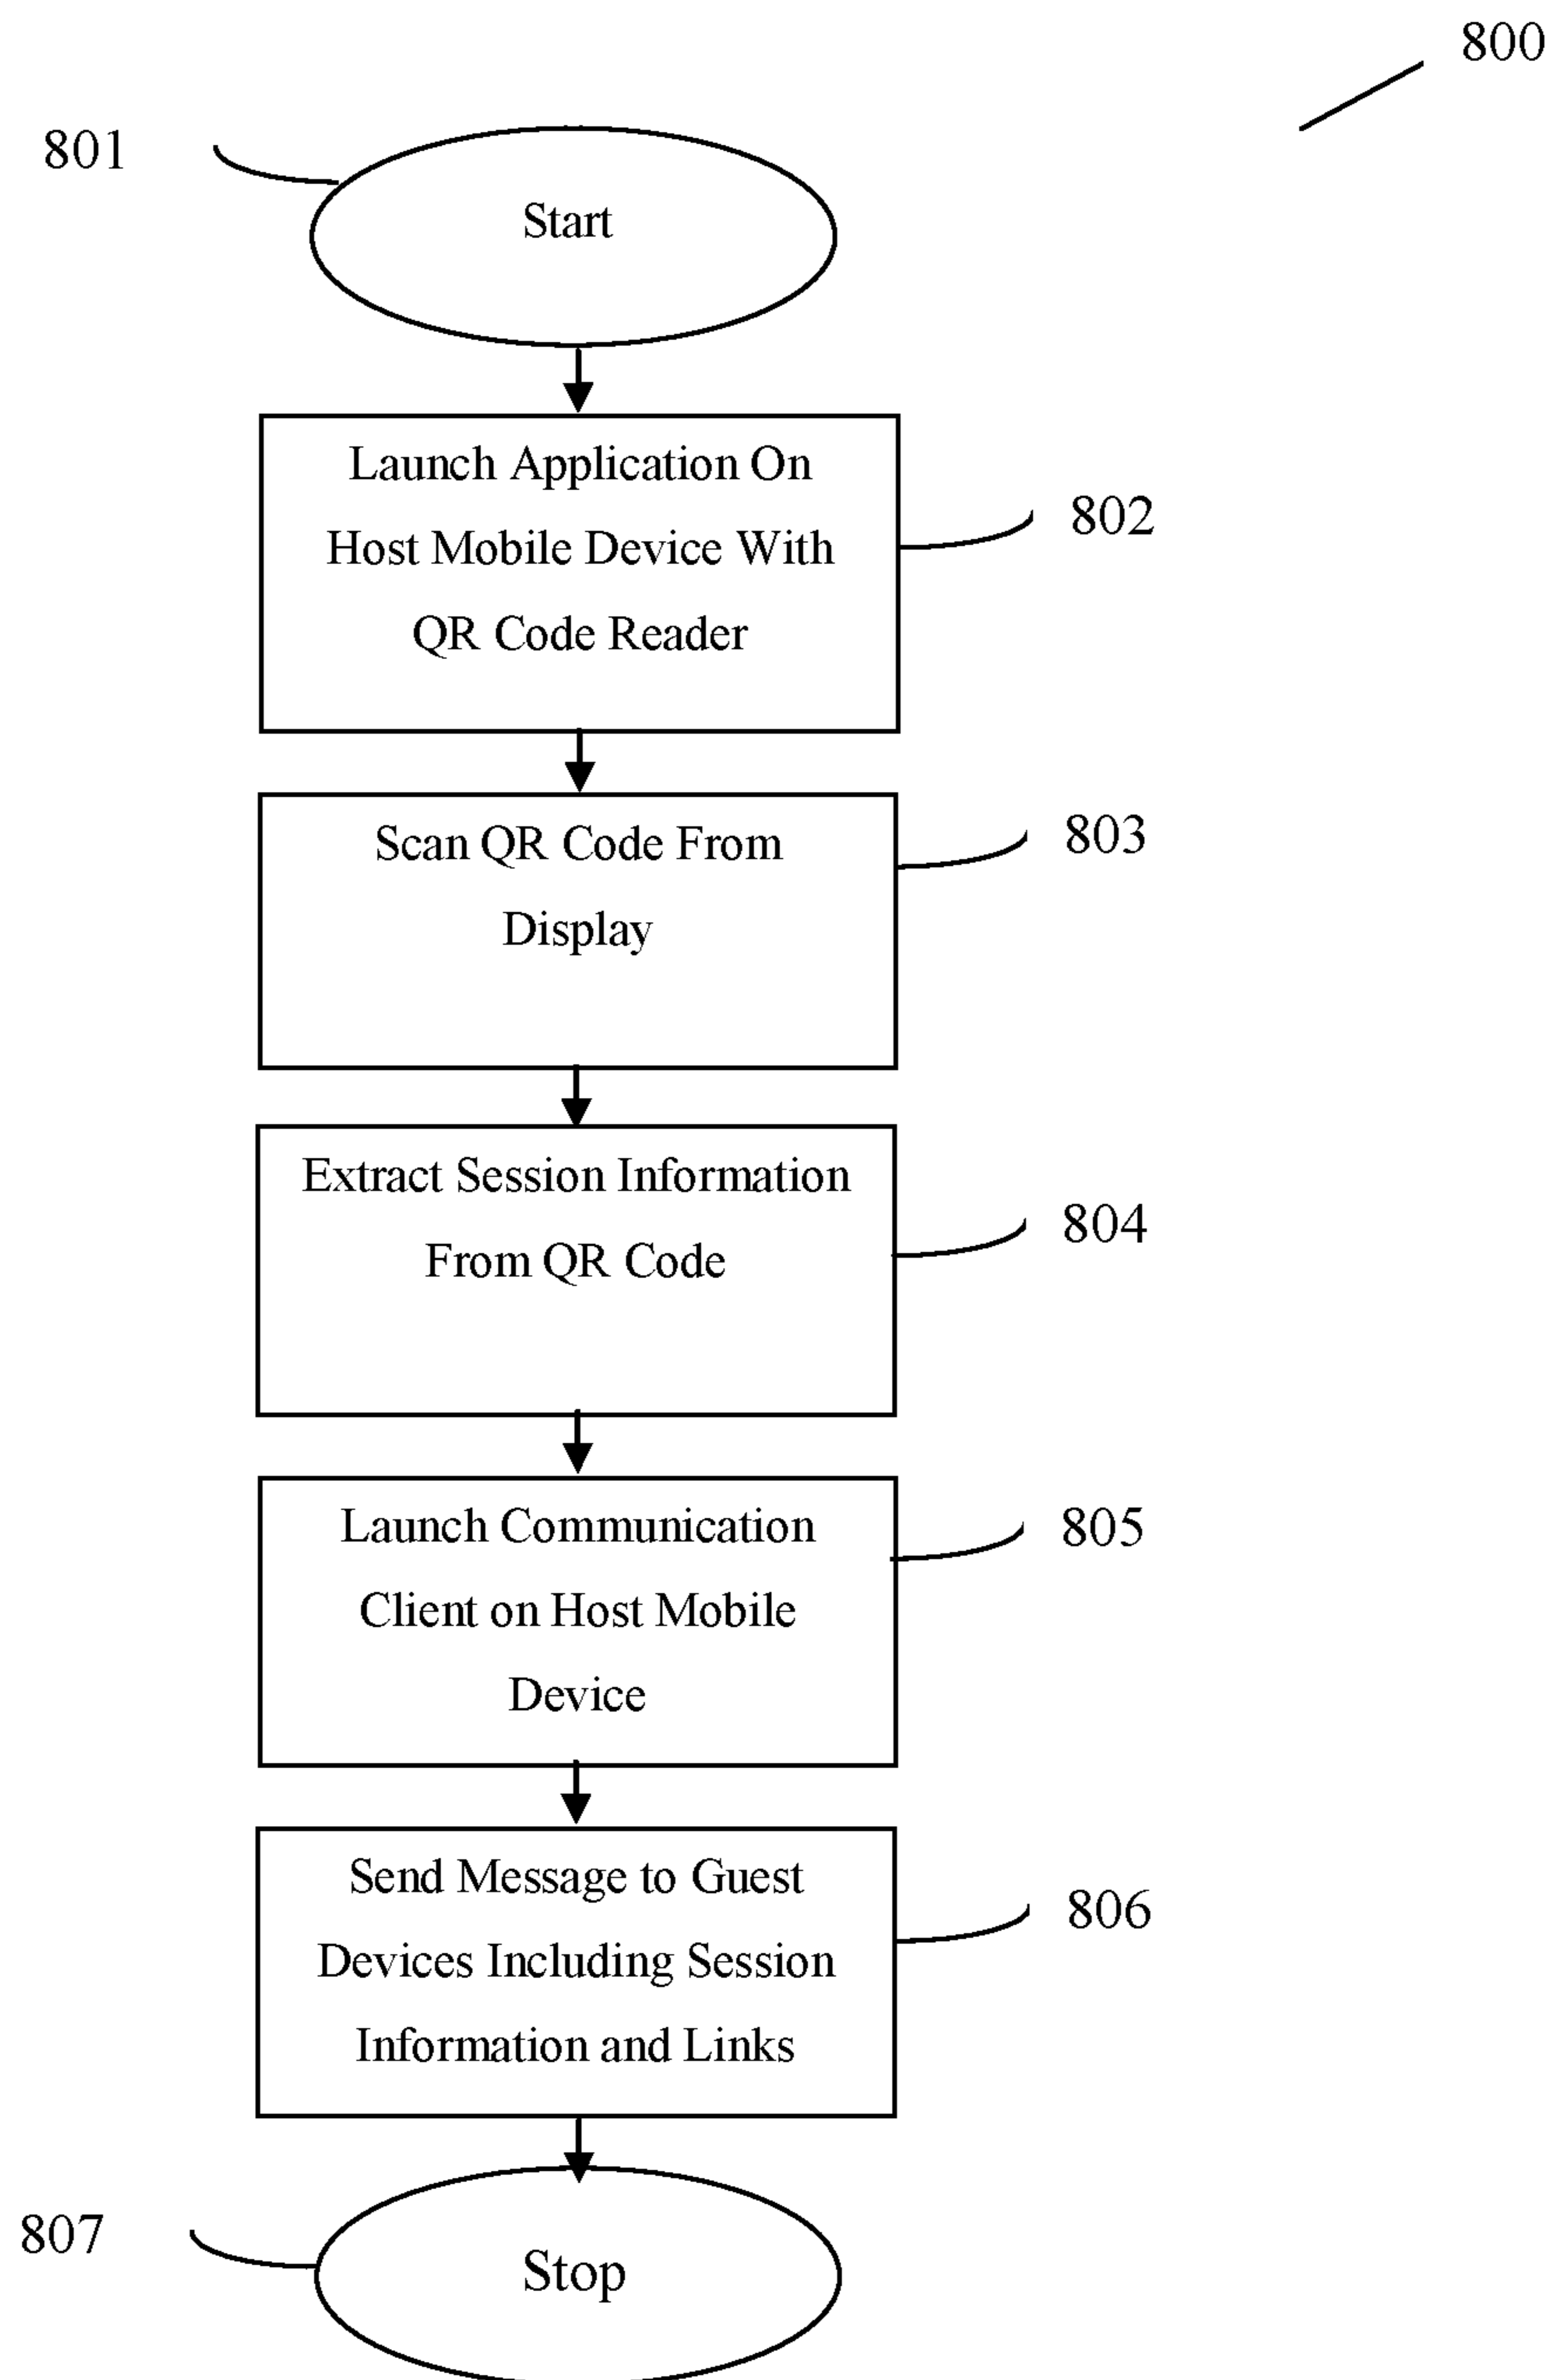 800
801
Start
Launch Application On
Host Mobile Device With
QR Code Reader
802
Scan QR Code From
Display
803
Extract Session Information
From QR Code
804
Launch Communication
Client on Host Mobile
Device
805
Send Message to Guest
Devices Including Session
Information and Links
806
807
Stop